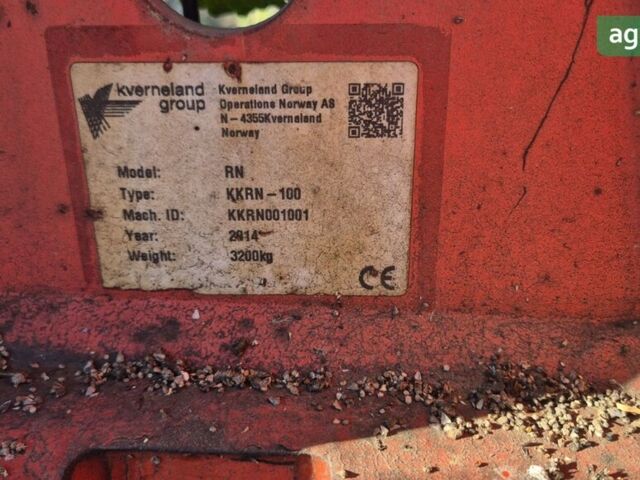 ag
kverneland
group
Kverneland Group
Operations Norway AS
N-4355Kverneland
Norway
Model: RN
Type: KKRN-100
Mach. ID: KKRN001001
Year: 2014
Weight: 3200kg
CE